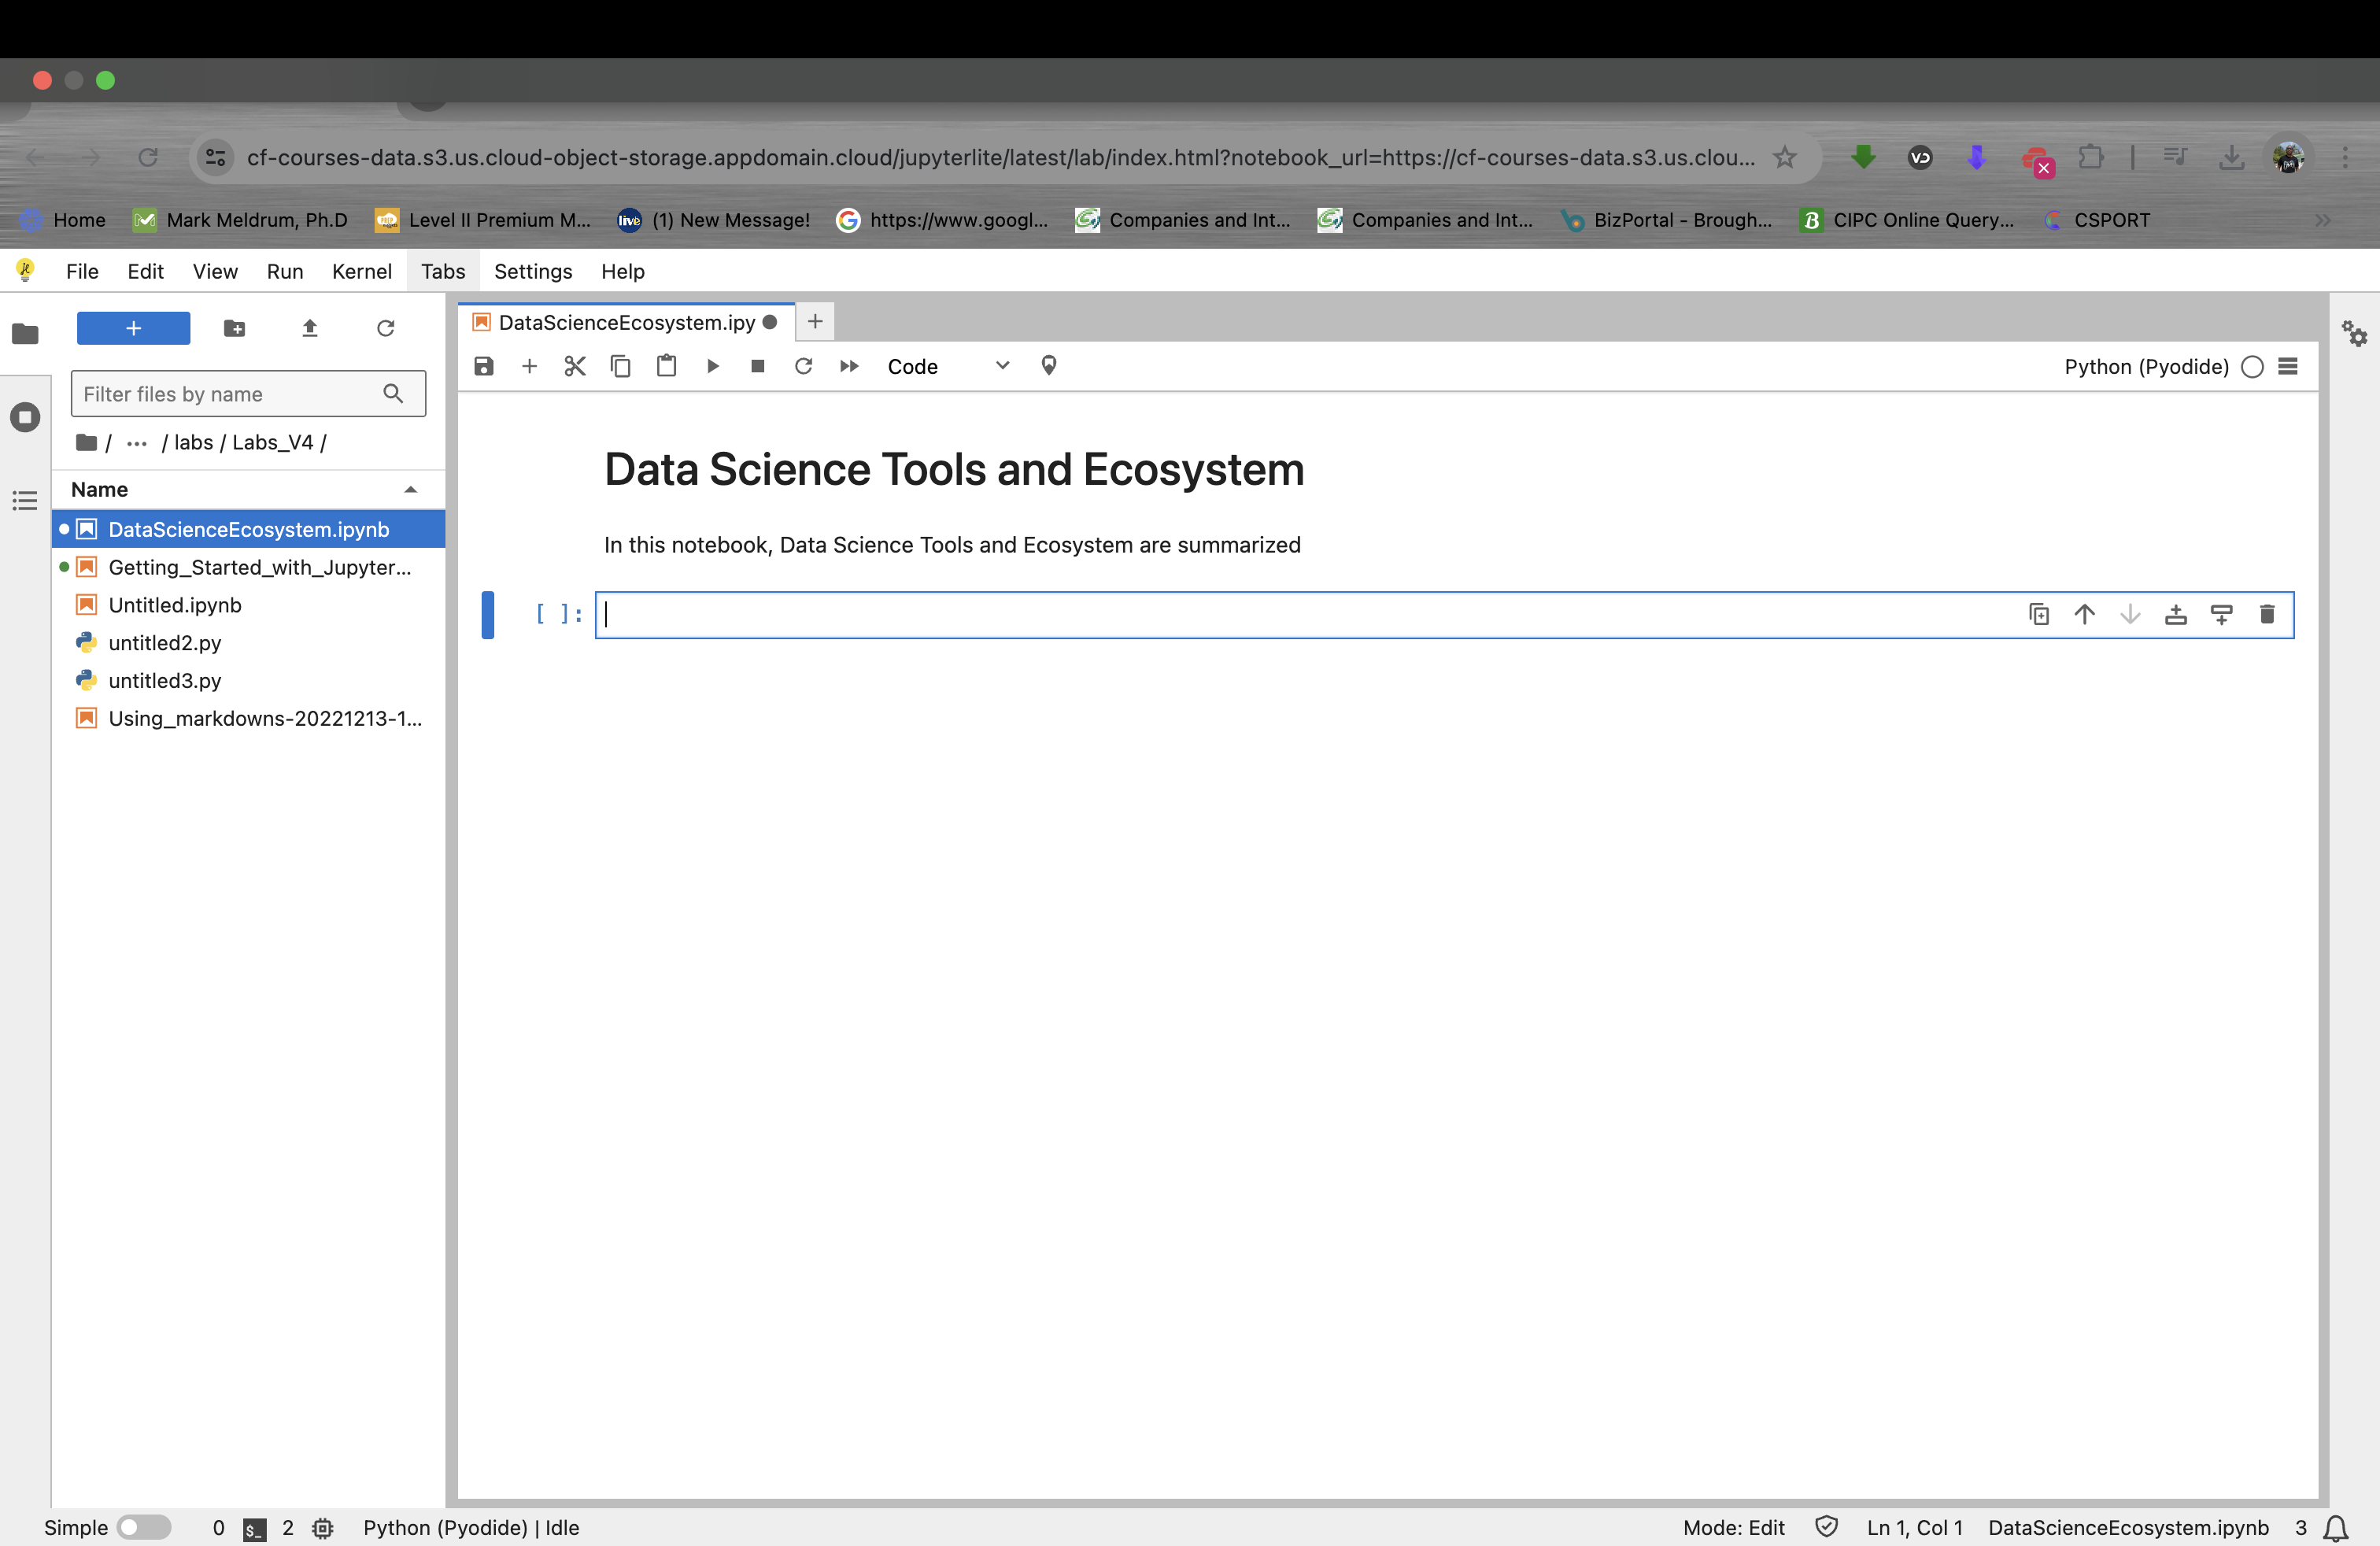 cf-courses-data.s3.us.cloud-object-storage.appdomain.cloud/jupyterlite/latest/lab/index.html?notebook_url=https://cf-courses-data.s3.us.clou...
Home Mark Meldrum, Ph.D Level II Premium M... live (1) New Message! https://www.googl... Companies and Int... Companies and Int... BizPortal - Brough... B CIPC Online Query... CSPORT
File Edit View Run Kernel Tabs Settings Help
DataScienceEcosystem.ipy
Code
Python (Pyodide)
Filter files by name
/ ... / labs / Labs_V4 /
Name
DataScienceEcosystem.ipynb
Getting_Started_with_Jupyter...
Untitled.ipynb
untitled2.py
untitled3.py
Using_markdowns-20221213-1...
Data Science Tools and Ecosystem
In this notebook, Data Science Tools and Ecosystem are summarized
[ ]:
Simple 0 $_ 2 Python (Pyodide) | Idle Mode: Edit Ln 1, Col 1 DataScienceEcosystem.ipynb 3